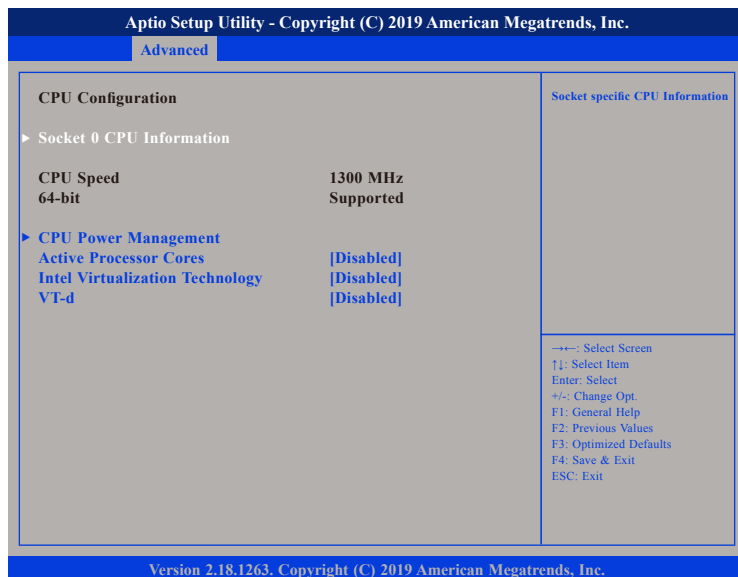 Aptio Setup Utility - Copyright (C) 2019 American Megatrends, Inc.
Advanced
CPU Configuration
► Socket 0 CPU Information
CPU Speed 1300 MHz
64-bit Supported
► CPU Power Management
Active Processor Cores [Disabled]
Intel Virtualization Technology [Disabled]
VT-d [Disabled]
Socket specific CPU Information
→←: Select Screen
↑↓: Select Item
Enter: Select
+/-: Change Opt.
F1: General Help
F2: Previous Values
F3: Optimized Defaults
F4: Save & Exit
ESC: Exit
Version 2.18.1263. Copyright (C) 2019 American Megatrends, Inc.